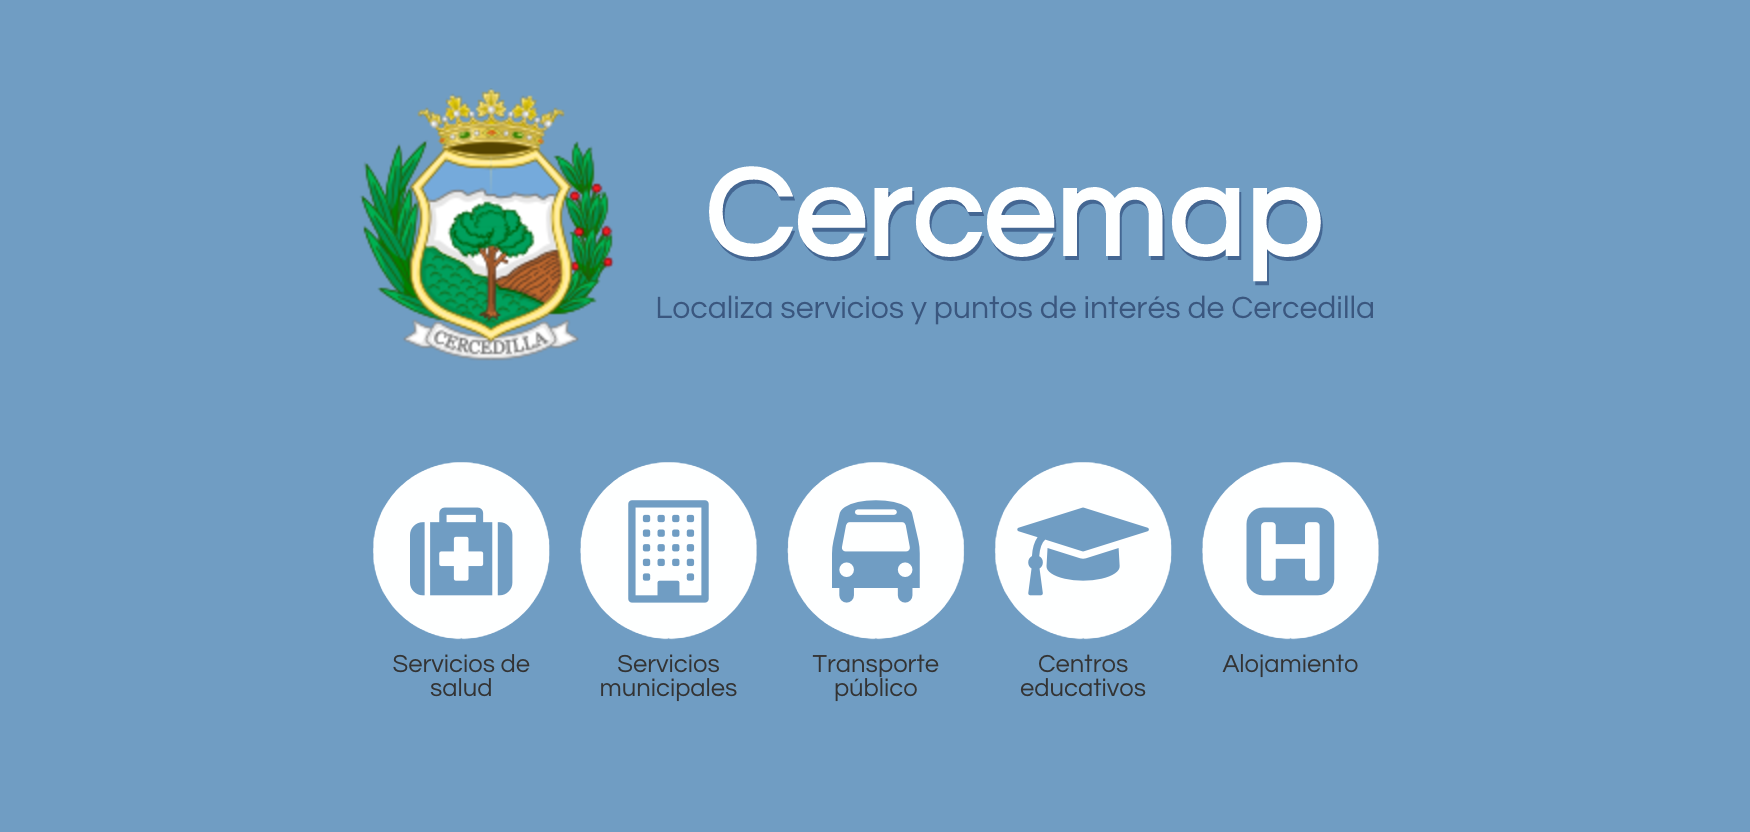 Cercemap
Localiza servicios y puntos de interés de Cercedilla
CERCEDILLA
Servicios de
salud
Servicios
municipales
Transporte
público
Centros
educativos
Alojamiento